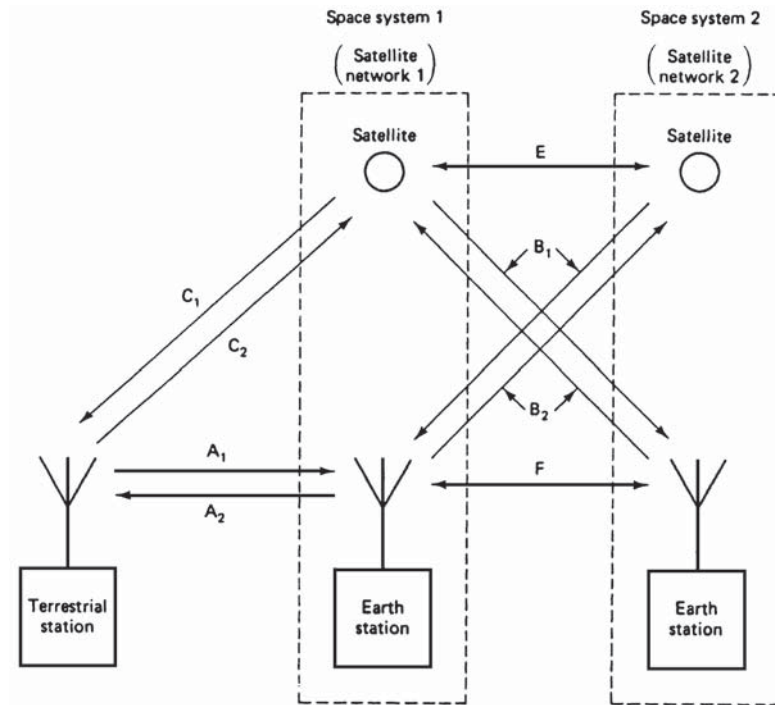 Space system 1
(Satellite
network 1)
Space system 2
(Satellite
network 2)
Satellite
Satellite
E
B₁
C₁
C₂
B₂
A₁
A₂
F
Terrestrial
station
Earth
station
Earth
station